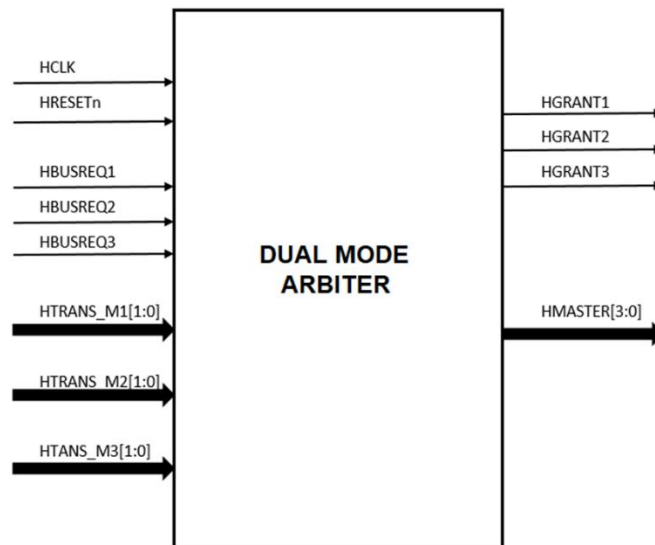 HCLK
HRESETn
HBUSREQ1
HBUSREQ2
HBUSREQ3
HTRANS_M1[1:0]
HTRANS_M2[1:0]
HTANS_M3[1:0]
DUAL MODE
ARBITER
HGRANT1
HGRANT2
HGRANT3
HMASTER[3:0]